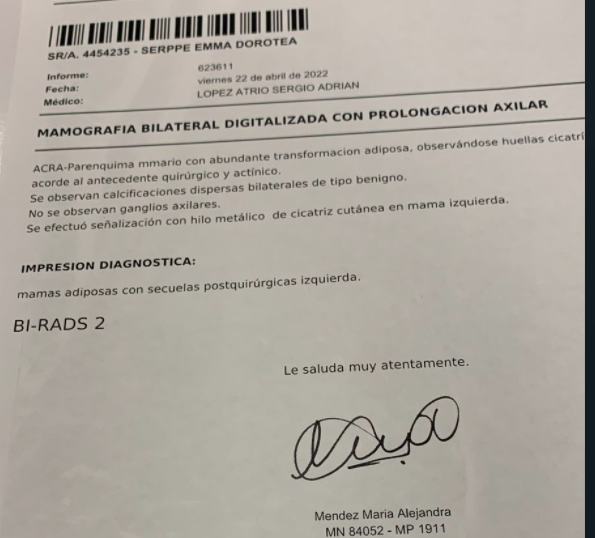 SR/A. 4454235 - SERPPE EMMA DOROTEA
Informe: 623611
Fecha: viernes 22 de abril de 2022
Médico: LOPEZ ATRIO SERGIO ADRIAN
MAMOGRAFIA BILATERAL DIGITALIZADA CON PROLONGACION AXILAR
ACRA-Parenquima mmario con abundante transformacion adiposa, observándose huellas cicatri
acorde al antecedente quirúrgico y actínico.
Se observan calcificaciones dispersas bilaterales de tipo benigno.
No se observan ganglios axilares.
Se efectuó señalización con hilo metálico de cicatriz cutánea en mama izquierda.
IMPRESION DIAGNOSTICA:
mamas adiposas con secuelas postquirúrgicas izquierda.
BI-RADS 2
Le saluda muy atentamente.
Mendez Maria Alejandra
MN 84052 - MP 1911